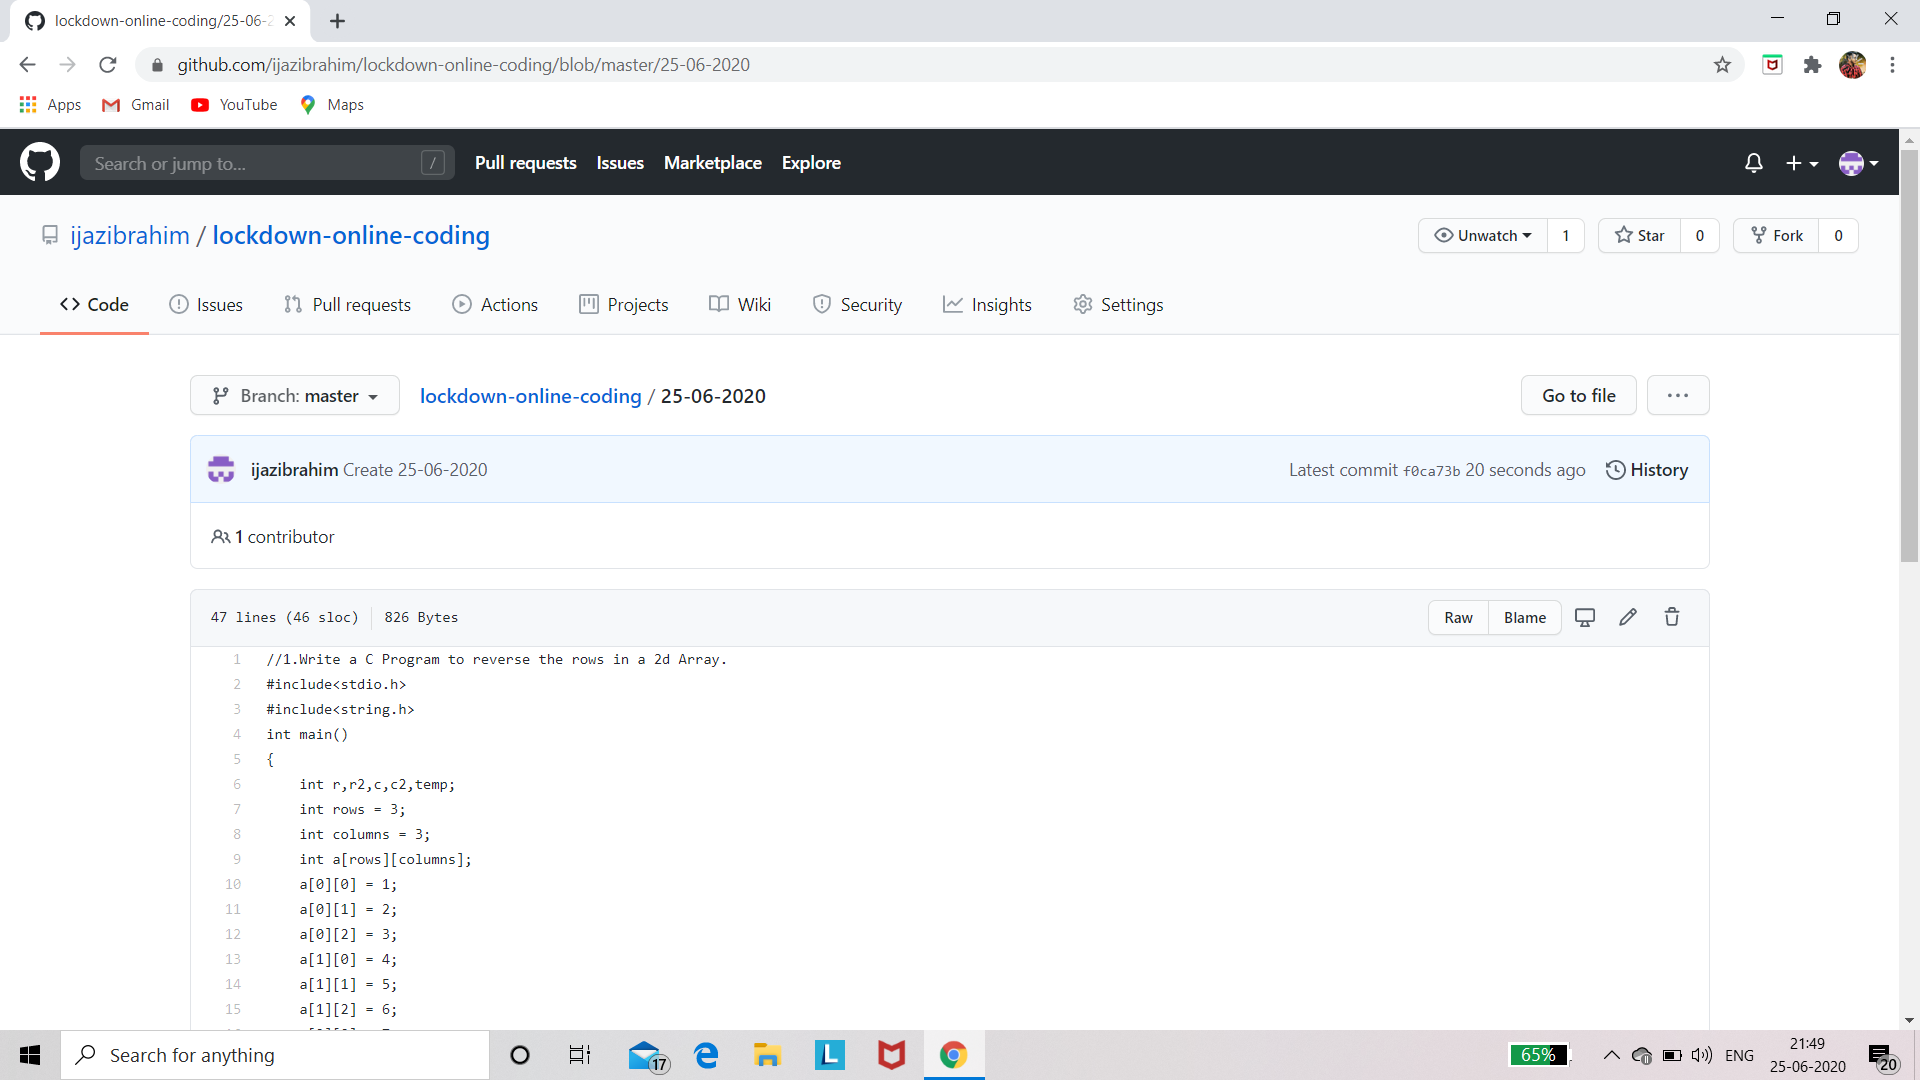 lockdown-online-coding/25-06-2
github.com/ijazibrahim/lockdown-online-coding/blob/master/25-06-2020
Apps Gmail YouTube Maps
Search or jump to... / Pull requests Issues Marketplace Explore
ijazibrahim / lockdown-online-coding Unwatch 1 Star 0 Fork 0
Code Issues Pull requests Actions Projects Wiki Security Insights Settings
Branch: master lockdown-online-coding / 25-06-2020 Go to file ...
ijazibrahim Create 25-06-2020 Latest commit f0ca73b 20 seconds ago History
1 contributor
47 lines (46 sloc) 826 Bytes Raw Blame
1 //1.Write a C Program to reverse the rows in a 2d Array.
2 #include<stdio.h>
3 #include<string.h>
4 int main()
5 {
6 int r,r2,c,c2,temp;
7 int rows = 3;
8 int columns = 3;
9 int a[rows][columns];
10 a[0][0] = 1;
11 a[0][1] = 2;
12 a[0][2] = 3;
13 a[1][0] = 4;
14 a[1][1] = 5;
15 a[1][2] = 6;
Search for anything 17 L 65% ENG 21:49
25-06-2020 20